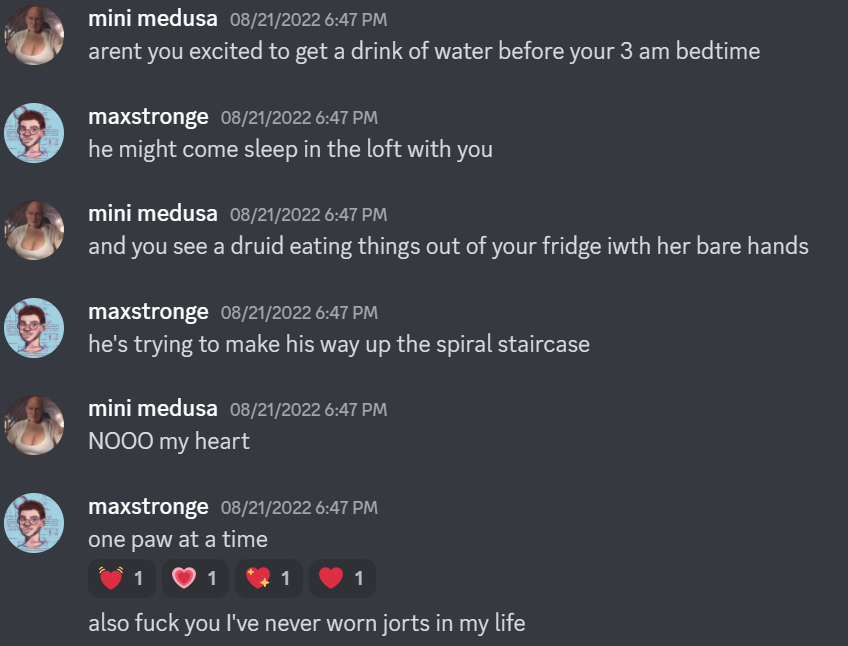 mini medusa 08/21/2022 6:47 PM
arent you excited to get a drink of water before your 3 am bedtime
maxstronge 08/21/2022 6:47 PM
he might come sleep in the loft with you
mini medusa 08/21/2022 6:47 PM
and you see a druid eating things out of your fridge iwth her bare hands
maxstronge 08/21/2022 6:47 PM
he's trying to make his way up the spiral staircase
mini medusa 08/21/2022 6:47 PM
NOOO my heart
maxstronge 08/21/2022 6:47 PM
one paw at a time
1 1 1 1
also fuck you I've never worn jorts in my life